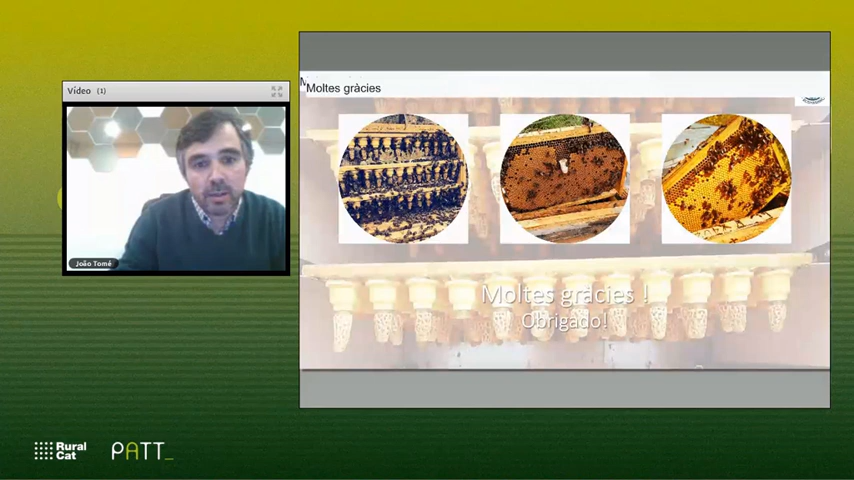 Vídeo (1)
João Tomé
Moltes gràcies
Moltes gràcies !
Obrigado!
Rural
Cat
PATT_